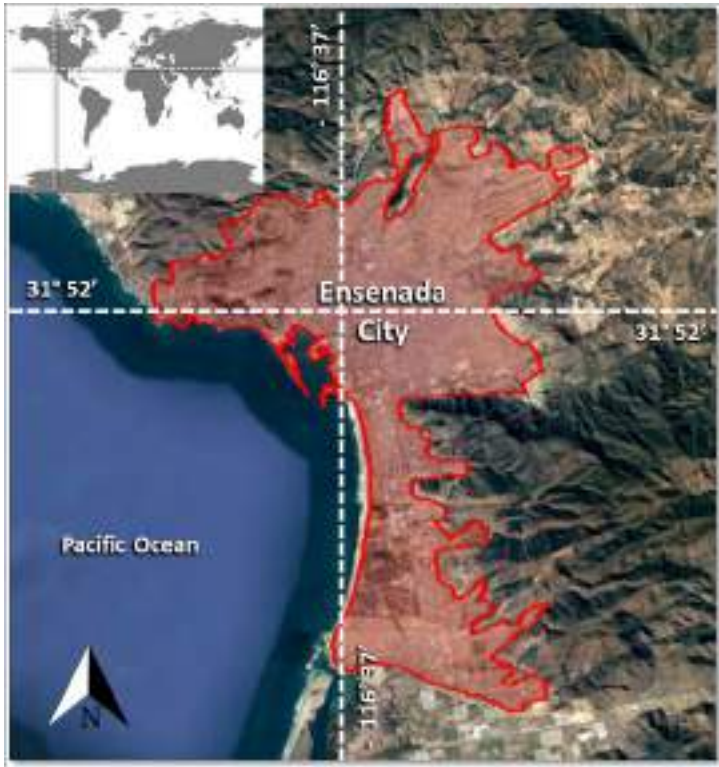 - 116° 37'
31° 52'
Ensenada
City
31° 52'
Pacific Ocean
N
- 116° 37'